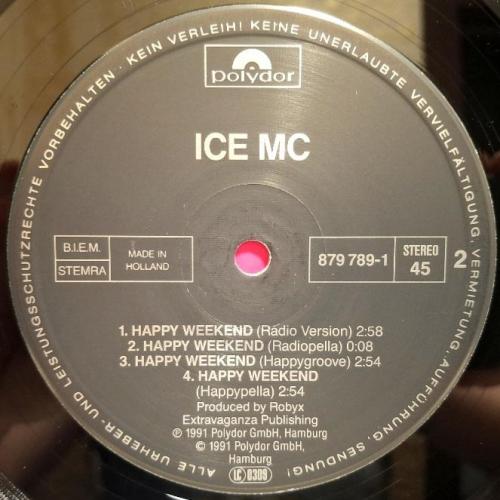 ALLE URHEBER- UND LEISTUNGSSCHUTZRECHTE VORBEHALTEN · KEIN VERLEIH! KEINE UNERLAUBTE VERVIELFÄLTIGUNG, VERMIETUNG, AUFFÜHRUNG, SENDUNG!
polydor
ICE MC
B.I.E.M.
STEMRA
MADE IN
HOLLAND
879 789-1
STEREO
45
2
1. HAPPY WEEKEND (Radio Version) 2:58
2. HAPPY WEEKEND (Radiopella) 0:08
3. HAPPY WEEKEND (Happygroove) 2:54
4. HAPPY WEEKEND
(Happypella) 2:54
Produced by Robyx
Extravaganza Publishing
℗ 1991 Polydor GmbH, Hamburg
© 1991 Polydor GmbH,
Hamburg
LC 0309